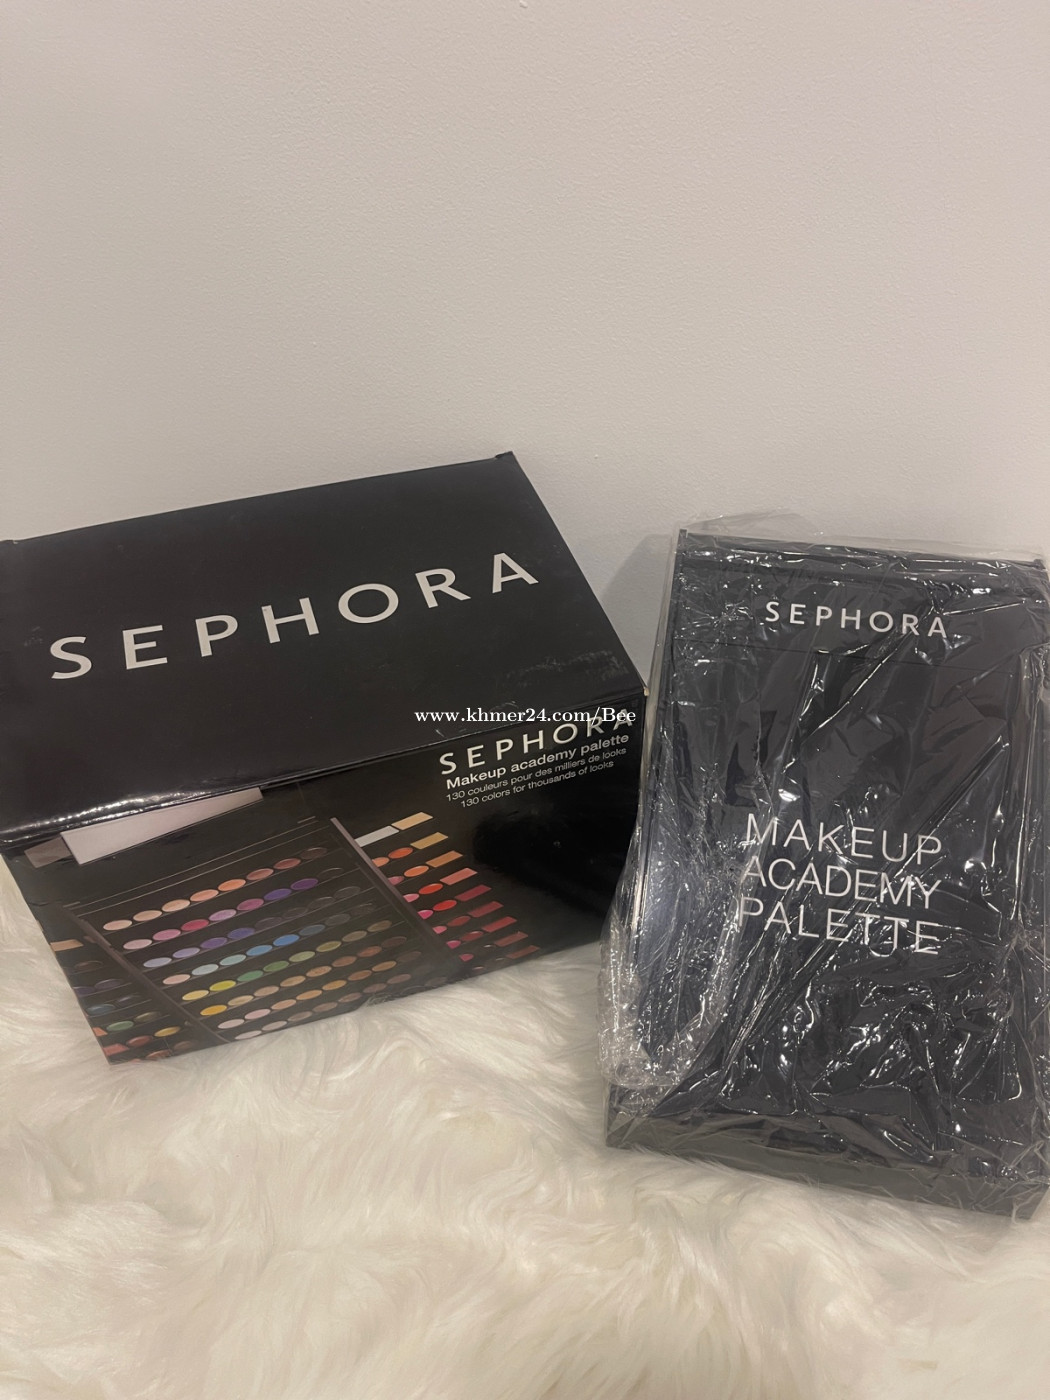 SEPHORA
www.khmer24.com/Bee
SEPHORA
Makeup academy palette
130 couleurs pour des milliers de looks
130 colors for thousands of looks
SEPHORA
MAKEUP
ACADEMY
PALETTE